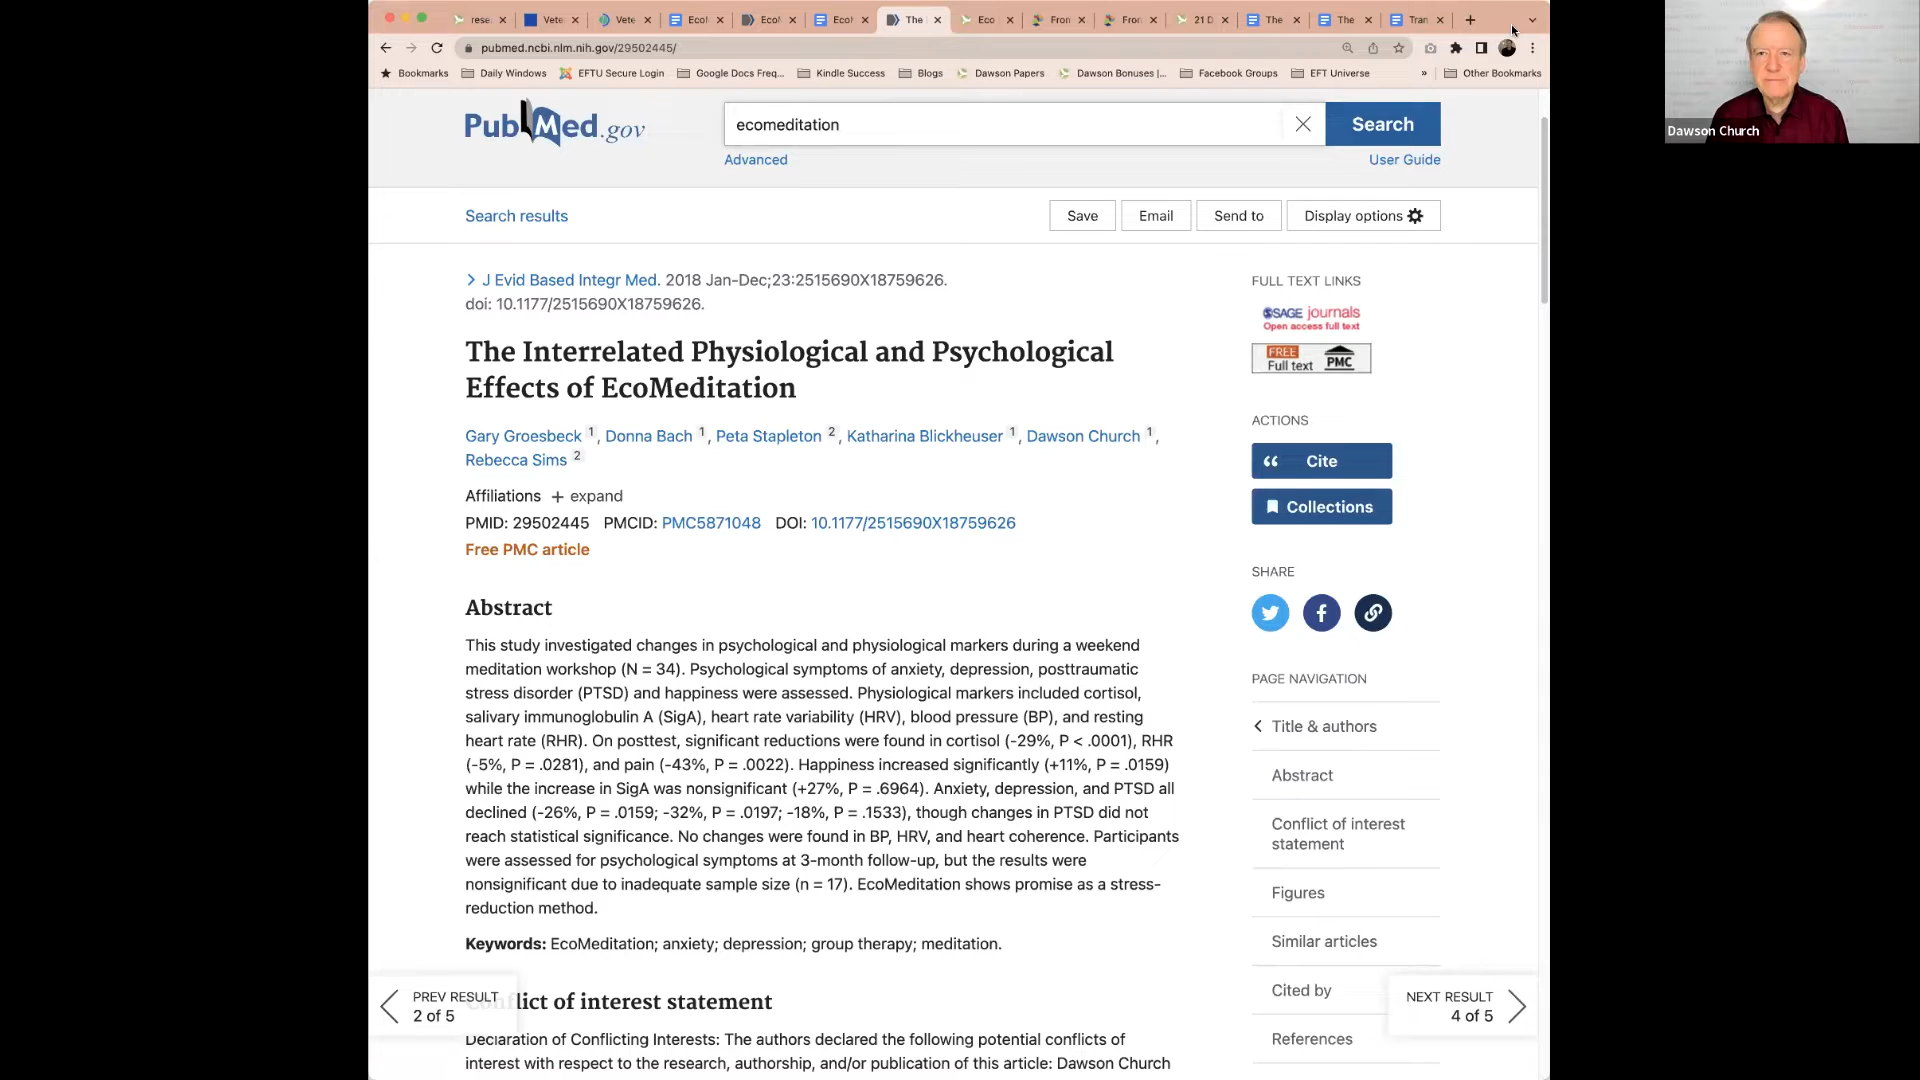 rese
Vete
Vete
EcoM
EcoM
EcoM
The
Eco
Fron
Fron
21 D
The
The
Tran
pubmed.ncbi.nlm.nih.gov/29502445/
Bookmarks
Daily Windows
EFTU Secure Login
Google Docs Freq...
Kindle Success
Blogs
Dawson Papers
Dawson Bonuses |...
Facebook Groups
EFT Universe
»
Other Bookmarks
Dawson Church
PubMed.gov
ecomeditation
Search
Advanced
User Guide
Search results
Save
Email
Send to
Display options
J Evid Based Integr Med. 2018 Jan-Dec;23:2515690X18759626.
doi: 10.1177/2515690X18759626.
The Interrelated Physiological and Psychological
Effects of EcoMeditation
Gary Groesbeck 1, Donna Bach 1, Peta Stapleton 2, Katharina Blickheuser 1, Dawson Church 1,
Rebecca Sims 2
Affiliations + expand
PMID: 29502445 PMCID: PMC5871048 DOI: 10.1177/2515690X18759626
Free PMC article
Abstract
This study investigated changes in psychological and physiological markers during a weekend
meditation workshop (N = 34). Psychological symptoms of anxiety, depression, posttraumatic
stress disorder (PTSD) and happiness were assessed. Physiological markers included cortisol,
salivary immunoglobulin A (SigA), heart rate variability (HRV), blood pressure (BP), and resting
heart rate (RHR). On posttest, significant reductions were found in cortisol (-29%, P < .0001), RHR
(-5%, P = .0281), and pain (-43%, P = .0022). Happiness increased significantly (+11%, P = .0159)
while the increase in SigA was nonsignificant (+27%, P = .6964). Anxiety, depression, and PTSD all
declined (-26%, P = .0159; -32%, P = .0197; -18%, P = .1533), though changes in PTSD did not
reach statistical significance. No changes were found in BP, HRV, and heart coherence. Participants
were assessed for psychological symptoms at 3-month follow-up, but the results were
nonsignificant due to inadequate sample size (n = 17). EcoMeditation shows promise as a stress-
reduction method.
Keywords: EcoMeditation; anxiety; depression; group therapy; meditation.
Conflict of interest statement
Declaration of Conflicting Interests: The authors declared the following potential conflicts of
interest with respect to the research, authorship, and/or publication of this article: Dawson Church
PREV RESULT
2 of 5
FULL TEXT LINKS
SAGE journals
Open access full text
FREE
Full text PMC
ACTIONS
Cite
Collections
SHARE
PAGE NAVIGATION
Title & authors
Abstract
Conflict of interest
statement
Figures
Similar articles
Cited by
References
NEXT RESULT
4 of 5